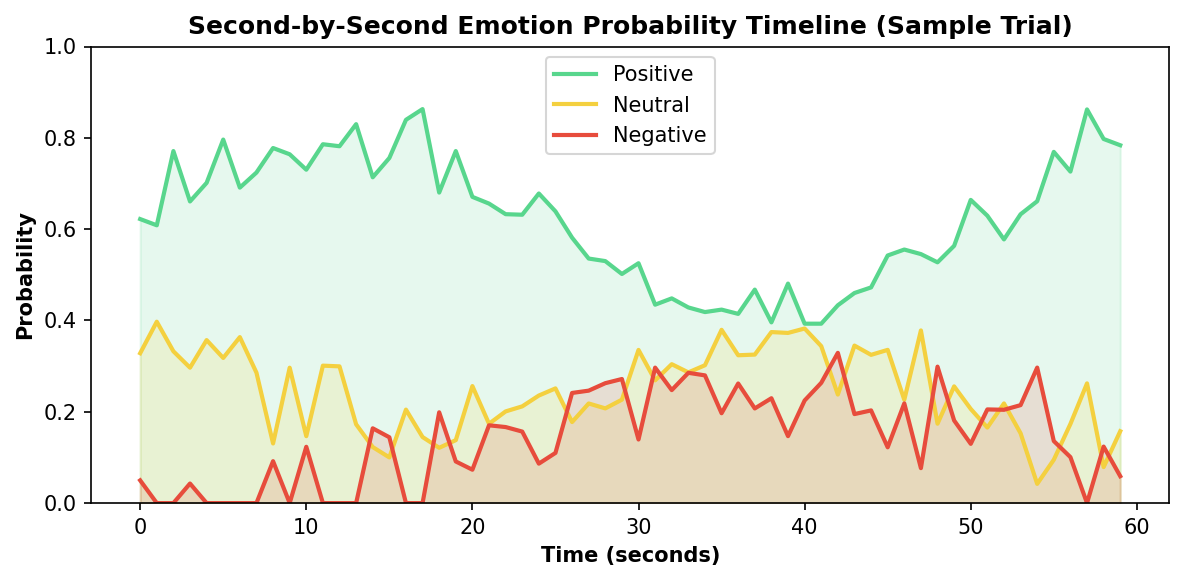 Second-by-Second Emotion Probability Timeline (Sample Trial)
Positive
Neutral
Negative
Probability
1.0
0.8
0.6
0.4
0.2
0.0
0 10 20 30 40 50 60
Time (seconds)